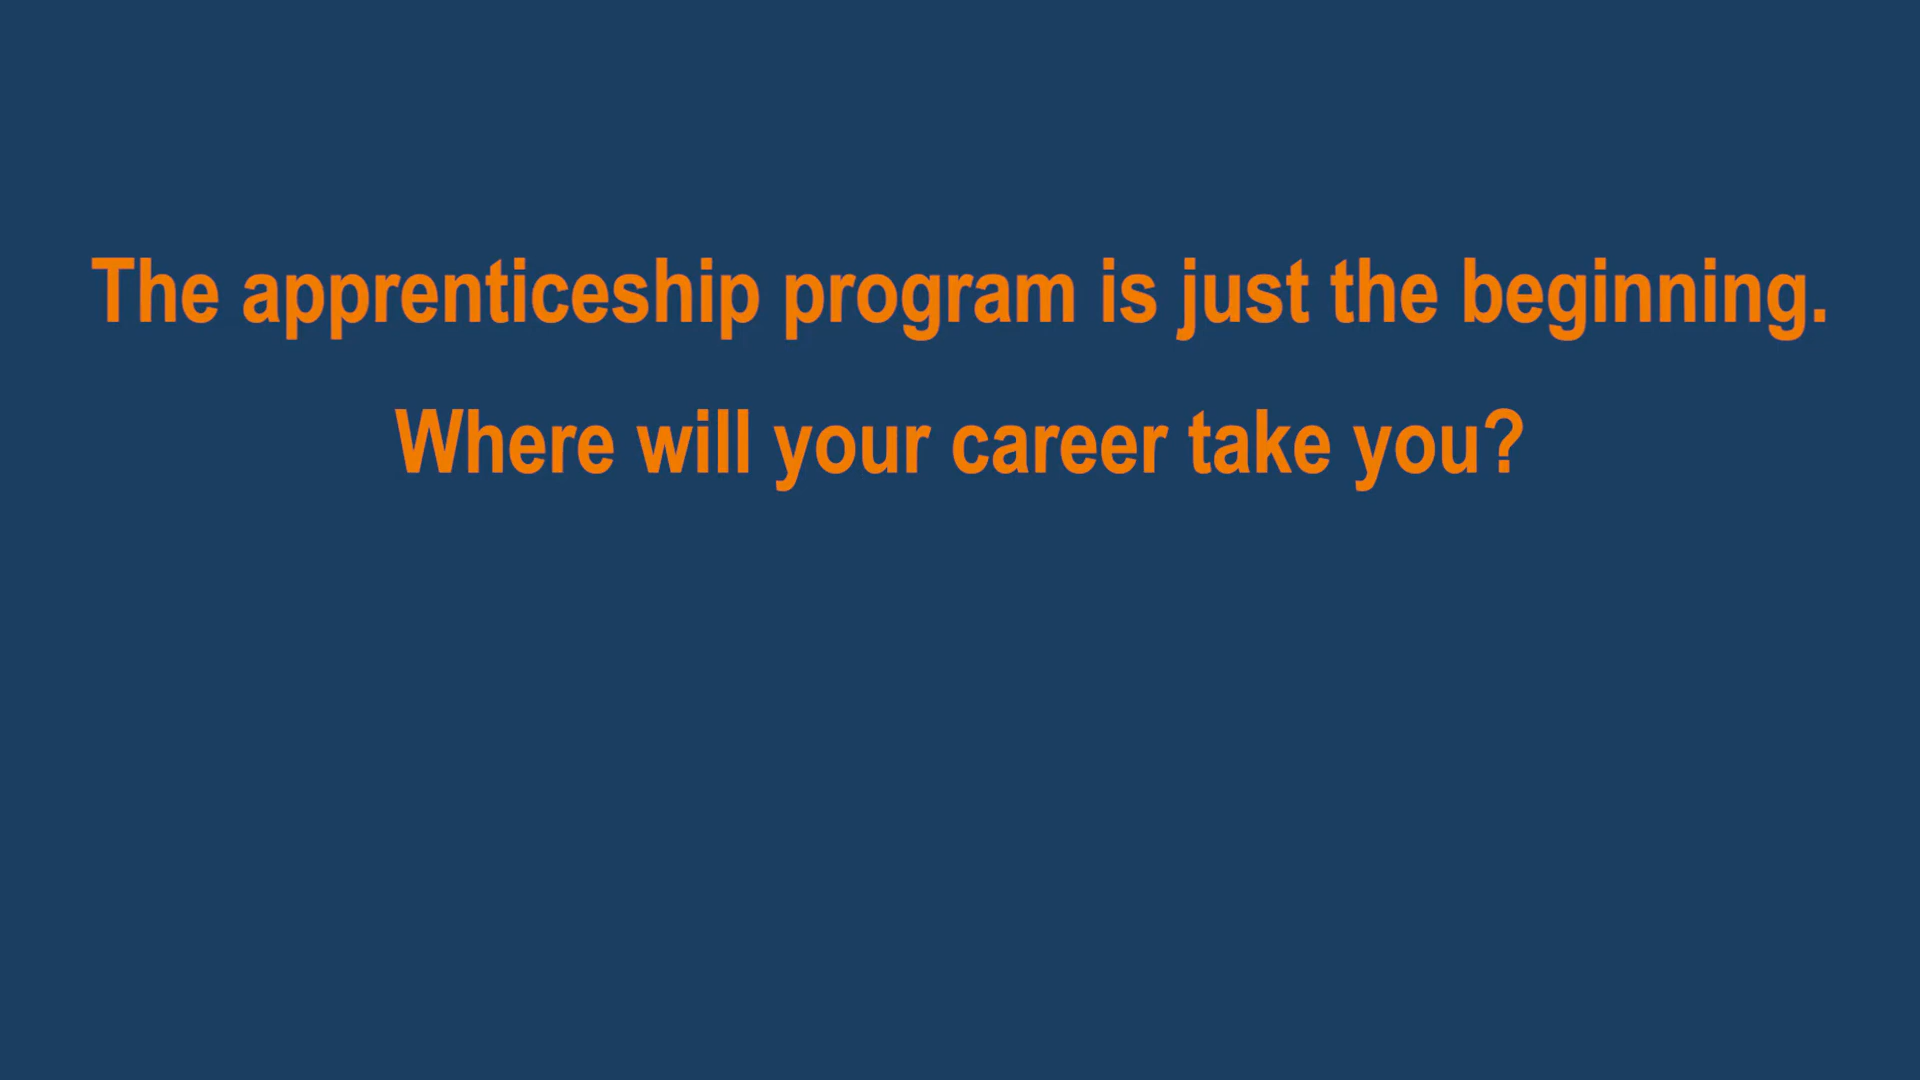 The apprenticeship program is just the beginning.
Where will your career take you?